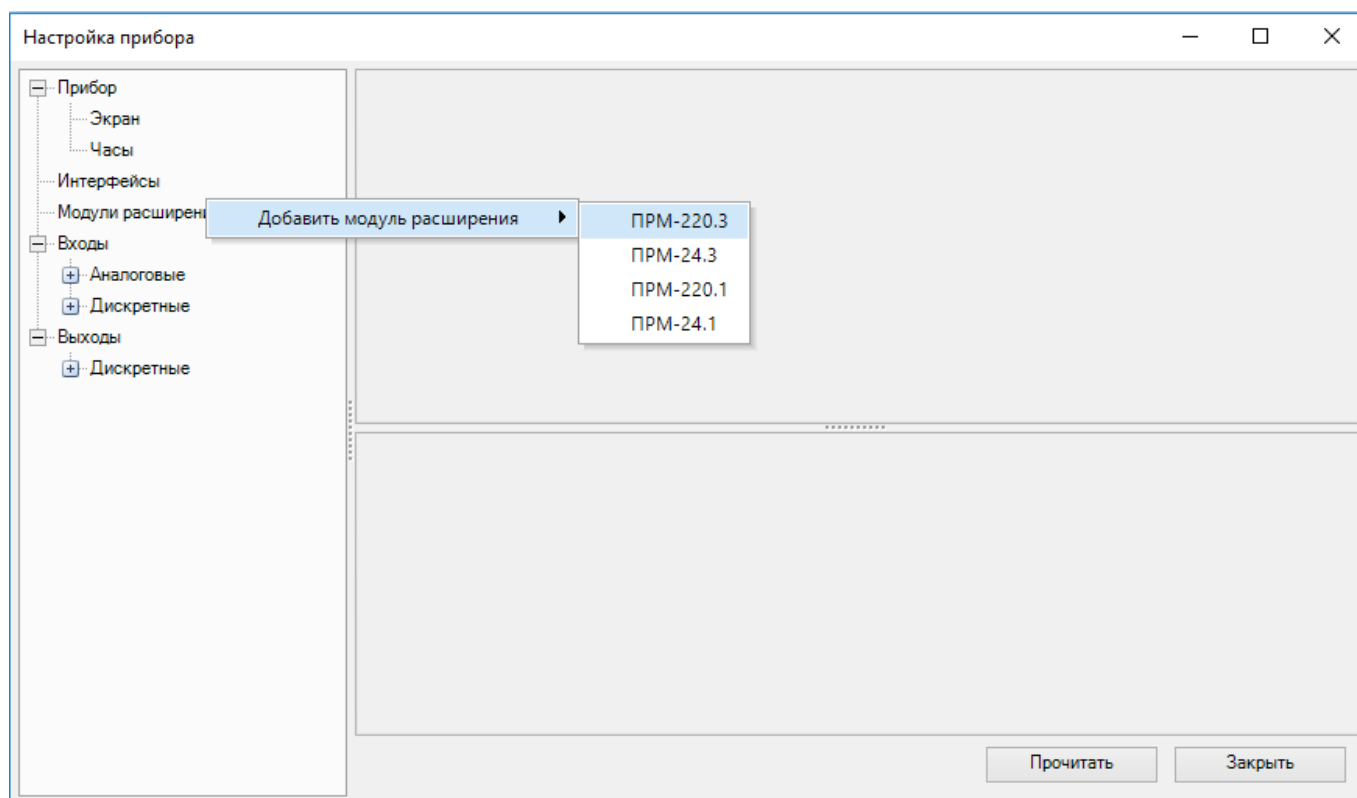 Настройка прибора
Прибор
Экран
Часы
Интерфейсы
Модули расширени
Добавить модуль расширения
ПРМ-220.3
ПРМ-24.3
ПРМ-220.1
ПРМ-24.1
Входы
Аналоговые
Дискретные
Выходы
Дискретные
Прочитать
Закрыть